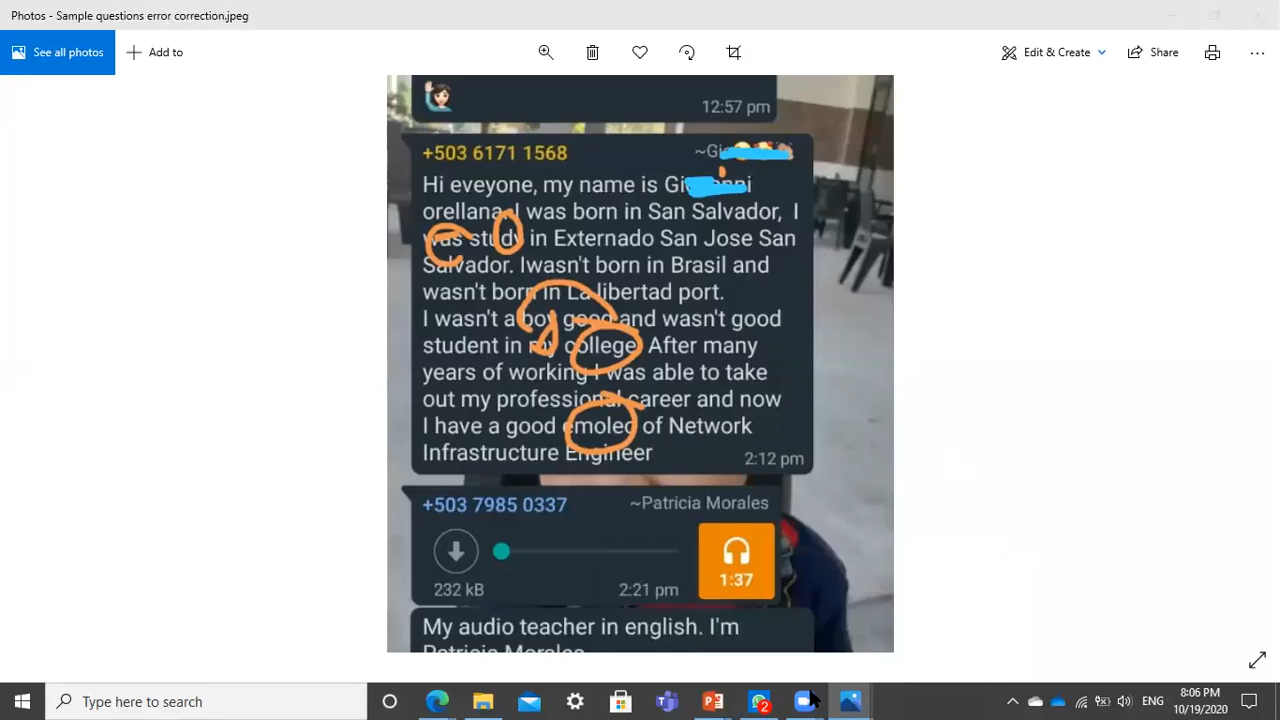 Photos - Sample questions error correction.jpeg
See all photos
Add to
Edit & Create
Share
12:57 pm
+503 6171 1568
Hi eveyone, my name is
orellana. I was born in San Salvador, I
was study in Externado San Jose San
Salvador. Iwasn't born in Brasil and
wasn't born in La libertad port.
I wasn't a boy good and wasn't good
student in my college. After many
years of working I was able to take
out my professional career and now
I have a good emoleo of Network
Infrastructure Engineer
2:12 pm
+503 7985 0337 ~Patricia Morales
1:37
232 kB 2:21 pm
My audio teacher in english. I'm
Patricia Morales
Type here to search
2
ENG
8:06 PM
10/19/2020